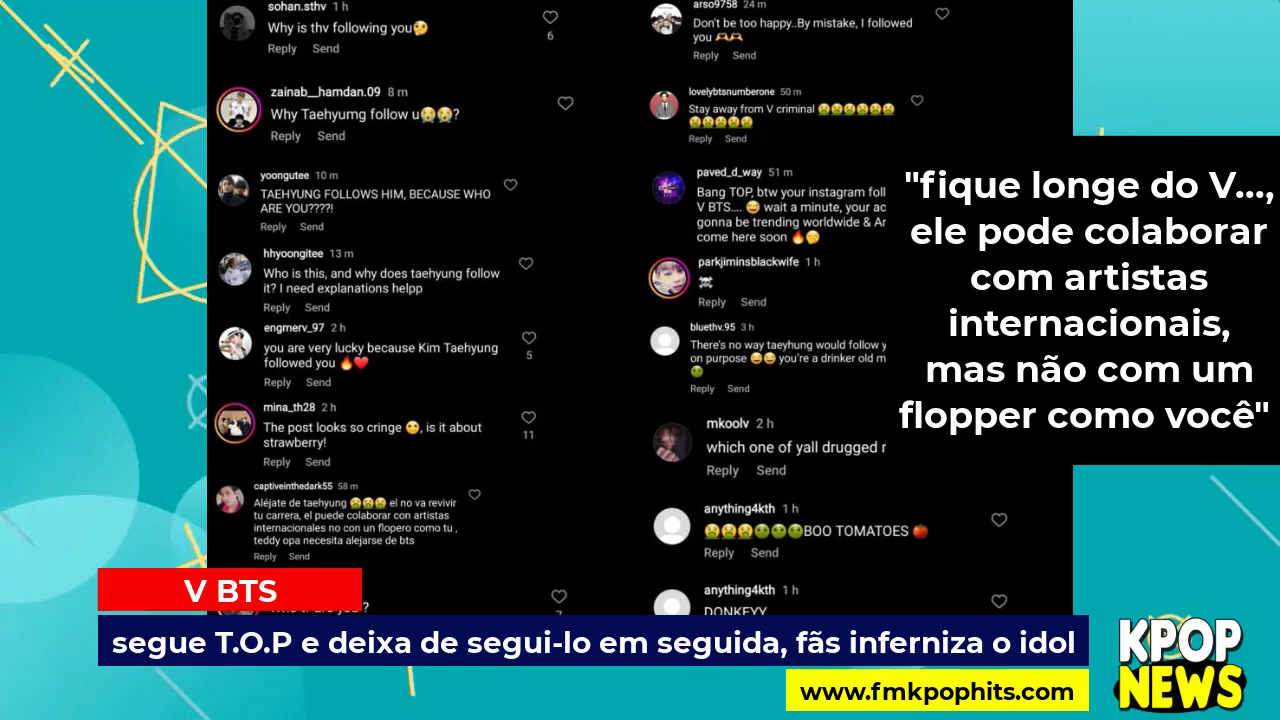 sohan.sthv 1 h
Why is thv following you🤔
6
Reply Send
zainab__hamdan.09 8 m
Why Taehyumg follow u😭😭?
Reply Send
yoongutee 10 m
TAEHYUNG FOLLOWS HIM, BECAUSE WHO
ARE YOU????!
Reply Send
hhyoongitee 13 m
Who is this, and why does taehyung follow
it? I need explanations helpp
Reply Send
engmerv_97 2 h
you are very lucky because Kim Taehyung
followed you 🔥❤️
5
Reply Send
mina_th28 2 h
The post looks so cringe 🙂, is it about
strawberry!
11
Reply Send
captiveinthedark55 58 m
Aléjate de taehyung 😫😫😫 el no va revivir
tu carrera, el puede colaborar con artistas
internacionales no con un flopero como tu ,
teddy opa necesita alejarse de bts
Reply Send
arso9758 24 m
Don't be too happy..By mistake, I followed
you 🫶🫶
Reply Send
lovelybtsnumberone 50 m
Stay away from V criminal 🤮🤮🤮🤮🤮🤮
🤮🤮🤮🤮🤮
Reply Send
paved_d_way 51 m
Bang TOP, btw your instagram foll
V BTS.... 😅 wait a minute, your ac
gonna be trending worldwide & Ar
come here soon 🔥🤭
parkjiminsblackwife 1 h
☠️
Reply Send
bluethv.95 3 h
There's no way taeyhung would follow y
on purpose 😂😂 you're a drinker old m
🤢
Reply Send
mkoolv 2 h
which one of yall drugged
Reply Send
anything4kth 1 h
🤮🤮🤮🤢🤢🤢BOO TOMATOES 🍅
Reply Send
anything4kth 1 h
DONKEYY
"fique longe do V...,
ele pode colaborar
com artistas
internacionais,
mas não com um
flopper como você"
V BTS
segue T.O.P e deixa de segui-lo em seguida, fãs inferniza o idol
www.fmkpophits.com
KPOP
NEWS